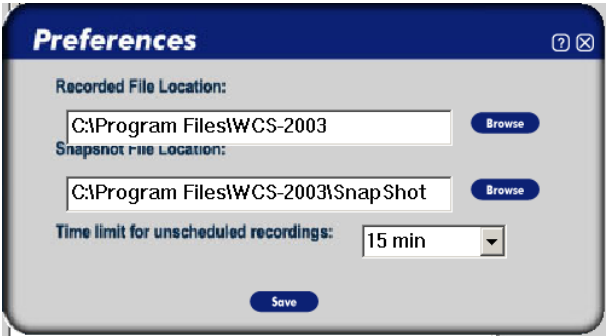 Preferences
Recorded File Location:
C:\Program Files\WCS-2003
Browse
Snapshot File Location:
C:\Program Files\WCS-2003\SnapShot
Browse
Time limit for unscheduled recordings:
15 min
Save